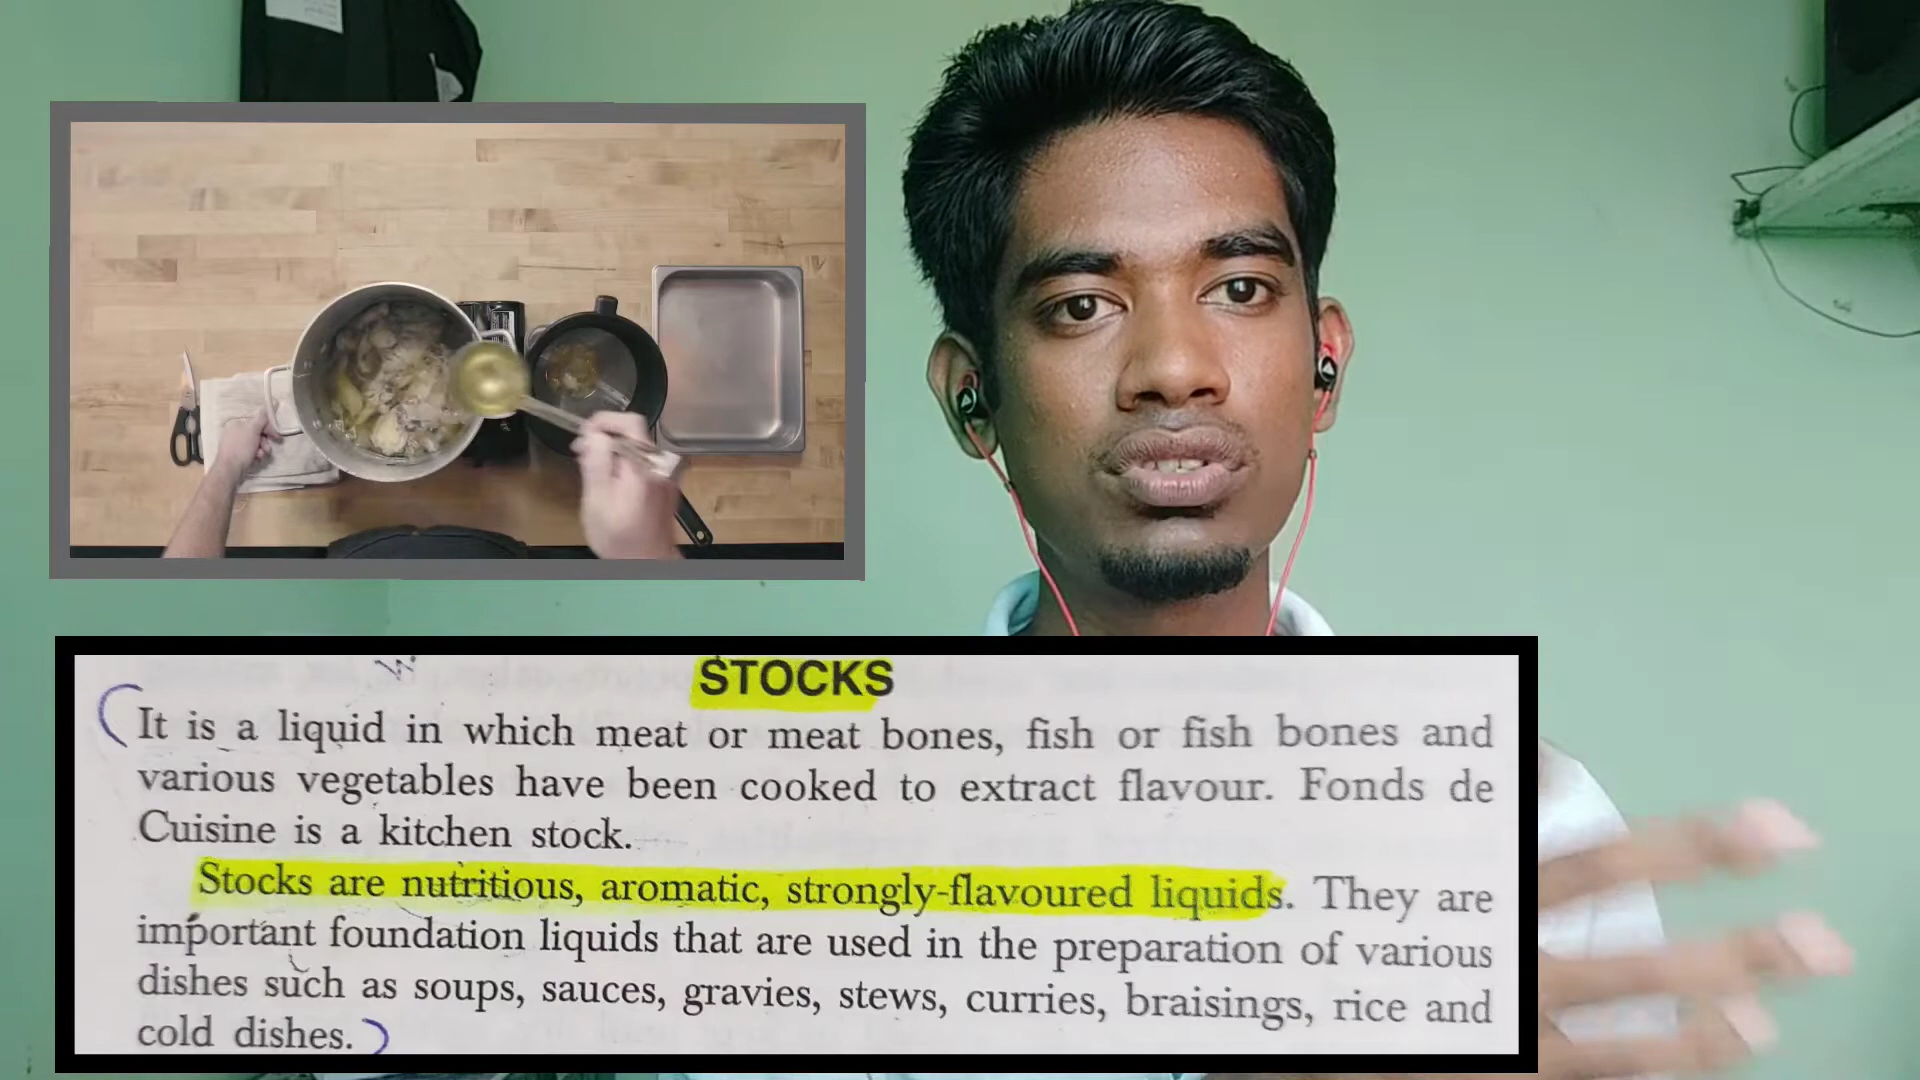 STOCKS
It is a liquid in which meat or meat bones, fish or fish bones and
various vegetables have been cooked to extract flavour. Fonds de
Cuisine is a kitchen stock.
Stocks are nutritious, aromatic, strongly-flavoured liquids. They are
important foundation liquids that are used in the preparation of various
dishes such as soups, sauces, gravies, stews, curries, braisings, rice and
cold dishes.